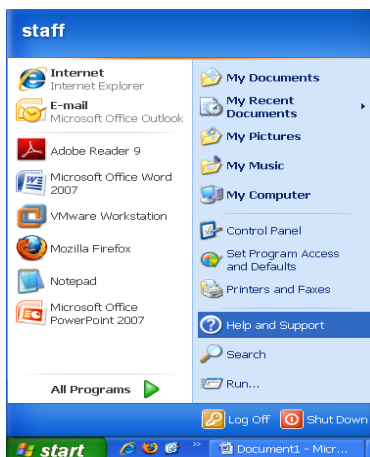 staff
Internet
Internet Explorer
E-mail
Microsoft Office Outlook
Adobe Reader 9
Microsoft Office Word
2007
VMware Workstation
Mozilla Firefox
Notepad
Microsoft Office
PowerPoint 2007
All Programs
My Documents
My Recent
Documents
My Pictures
My Music
My Computer
Control Panel
Set Program Access
and Defaults
Printers and Faxes
Help and Support
Search
Run...
Log Off
Shut Down
start
Document1 - Micr...